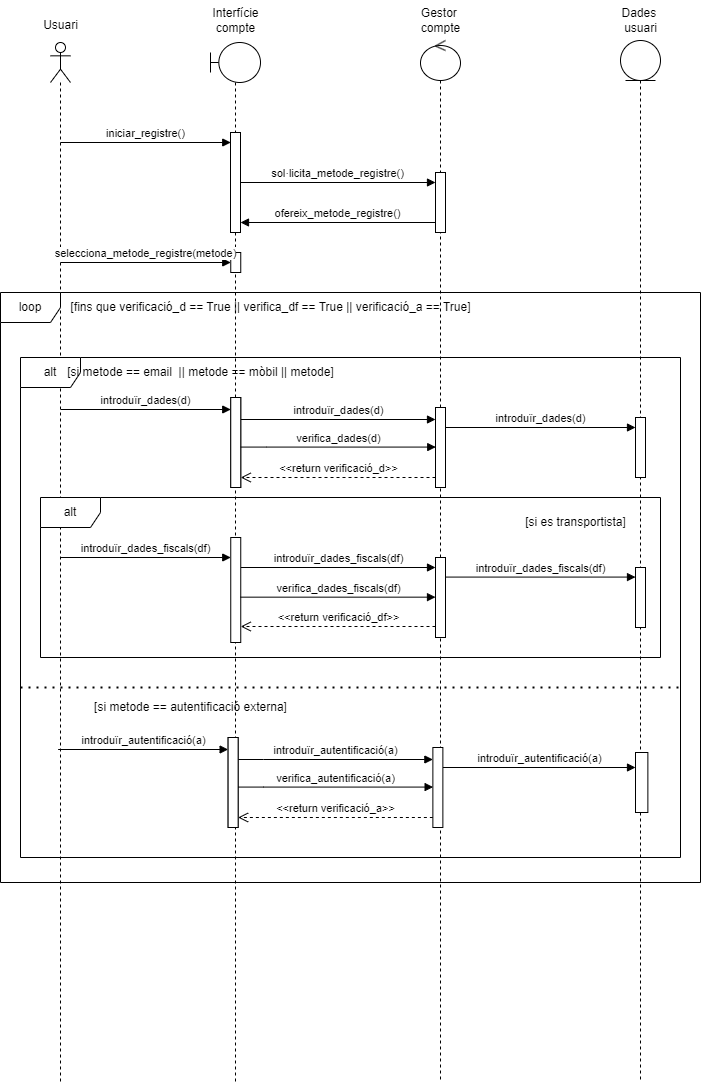 Usuari
Interfície
compte
Gestor
compte
Dades
usuari
iniciar_registre()
sol·licita_metode_registre()
ofereix_metode_registre()
selecciona_metode_registre(metode)
loop
[fins que verificació_d == True || verifica_df == True || verificació_a == True]
alt
[si metode == email || metode == mòbil || metode]
introduïr_dades(d)
introduïr_dades(d)
introduïr_dades(d)
verifica_dades(d)
<<return verificació_d>>
alt
[si es transportista]
introduïr_dades_fiscals(df)
introduïr_dades_fiscals(df)
introduïr_dades_fiscals(df)
verifica_dades_fiscals(df)
<<return verificació_df>>
[si metode == autentificació externa]
introduïr_autentificació(a)
introduïr_autentificació(a)
introduïr_autentificació(a)
verifica_autentificació(a)
<<return verificació_a>>